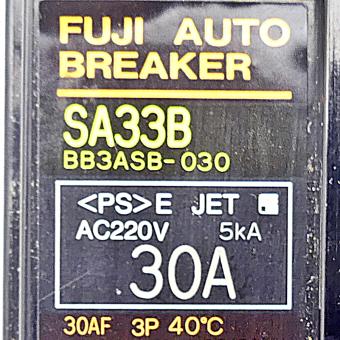 FUJI AUTO
BREAKER
SA33B
BB3ASB-030
<PS>E JET
AC220V 5kA
30A
30AF 3P 40°C